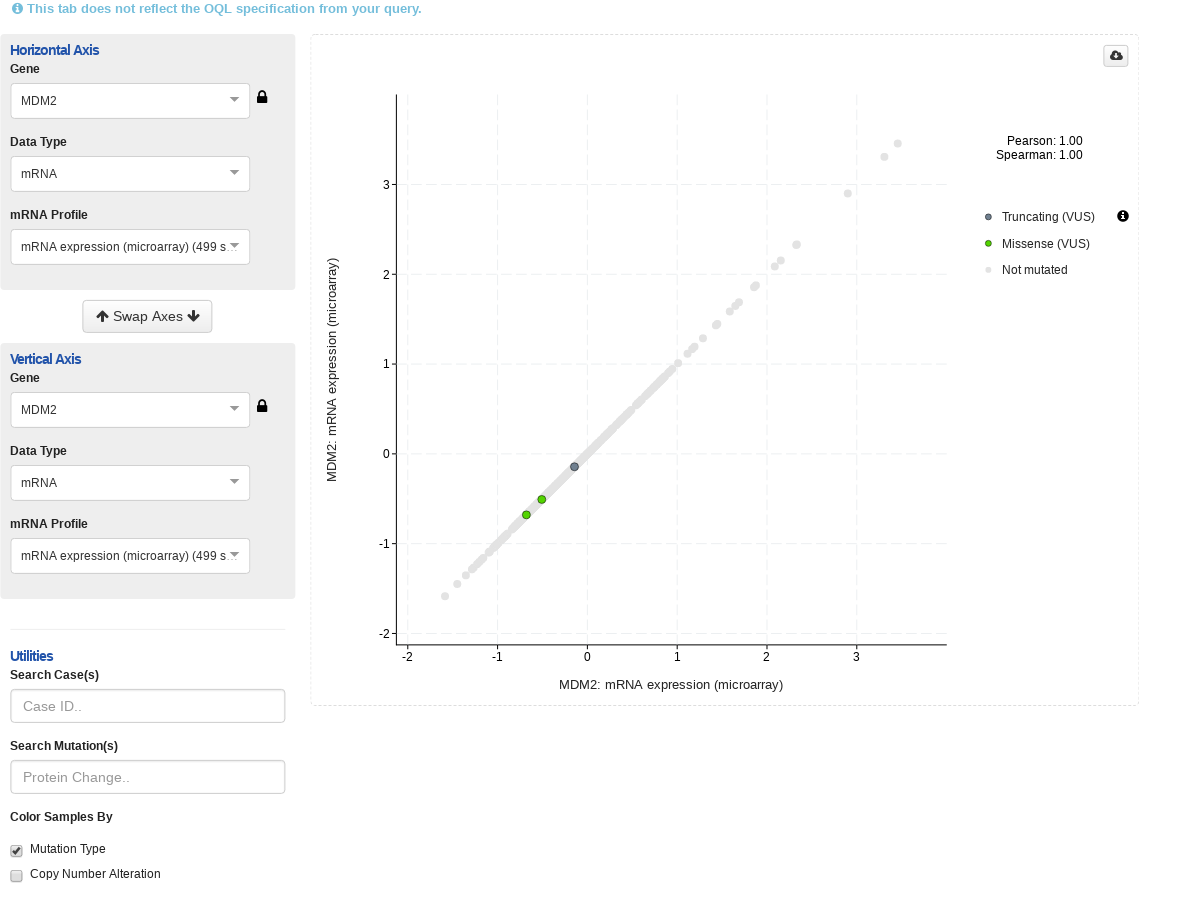 This tab does not reflect the OQL specification from your query.
Horizontal Axis
Gene
MDM2
Data Type
mRNA
mRNA Profile
mRNA expression (microarray) (499 s...
Swap Axes
Vertical Axis
Gene
MDM2
Data Type
mRNA
mRNA Profile
mRNA expression (microarray) (499 s...
Utilities
Search Case(s)
Case ID..
Search Mutation(s)
Protein Change..
Color Samples By
Mutation Type
Copy Number Alteration
MDM2: mRNA expression (microarray)
3
2
1
0
-1
-2
-2
-1
0
1
2
3
MDM2: mRNA expression (microarray)
Pearson: 1.00
Spearman: 1.00
Truncating (VUS)
Missense (VUS)
Not mutated